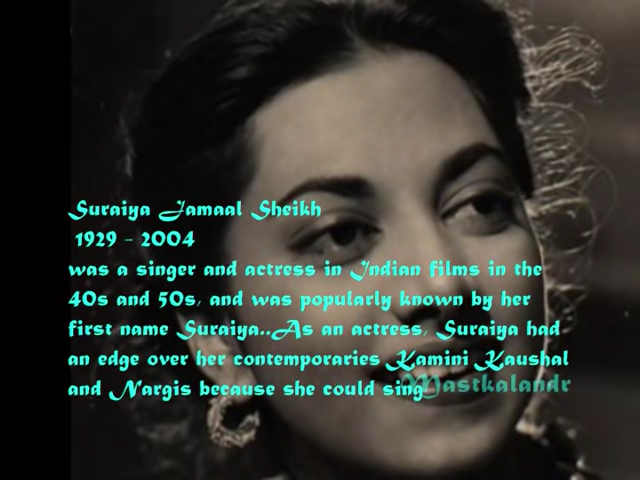 Suraiya Jamaal Sheikh
1929 - 2004
was a singer and actress in Indian films in the
40s and 50s, and was popularly known by her
first name Suraiya..As an actress, Suraiya had
an edge over her contemporaries Kamini Kaushal
and Nargis because she could sing
Mastkalandr